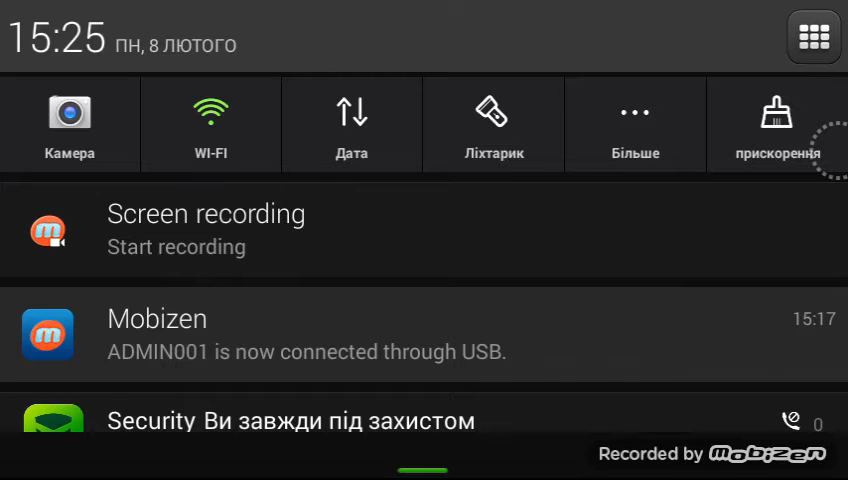 15:25 ПН, 8 ЛЮТОГО
Камера WI-FI Дата Ліхтарик Більше прискорення
Screen recording
Start recording
Mobizen 15:17
ADMIN001 is now connected through USB.
Security Ви завжди під захистом 0
Recorded by mobizen